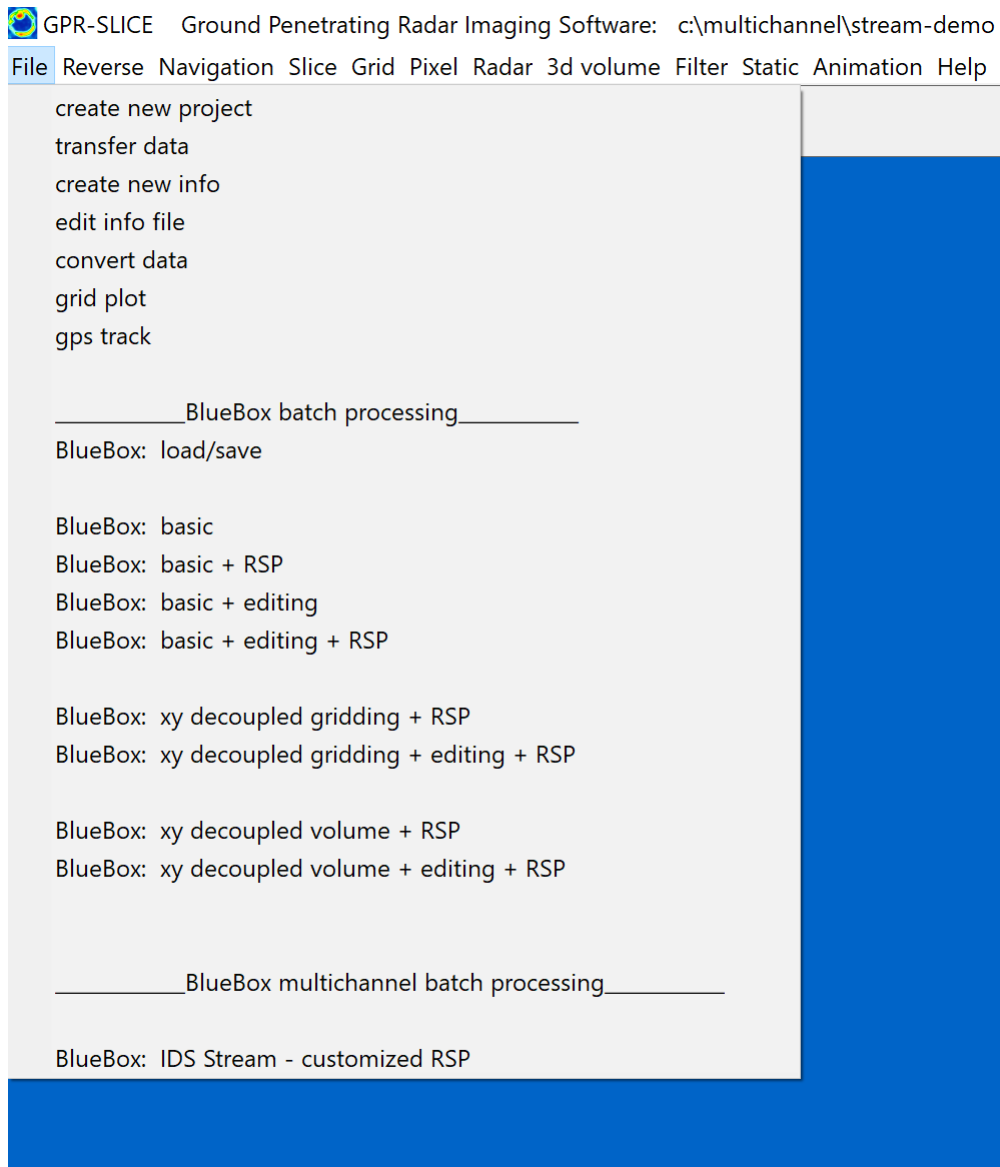 GPR-SLICE Ground Penetrating Radar Imaging Software: c:\multichannel\stream-demo
File Reverse Navigation Slice Grid Pixel Radar 3d volume Filter Static Animation Help
create new project
transfer data
create new info
edit info file
convert data
grid plot
gps track
____________BlueBox batch processing___________
BlueBox: load/save
BlueBox: basic
BlueBox: basic + RSP
BlueBox: basic + editing
BlueBox: basic + editing + RSP
BlueBox: xy decoupled gridding + RSP
BlueBox: xy decoupled gridding + editing + RSP
BlueBox: xy decoupled volume + RSP
BlueBox: xy decoupled volume + editing + RSP
____________BlueBox multichannel batch processing___________
BlueBox: IDS Stream - customized RSP